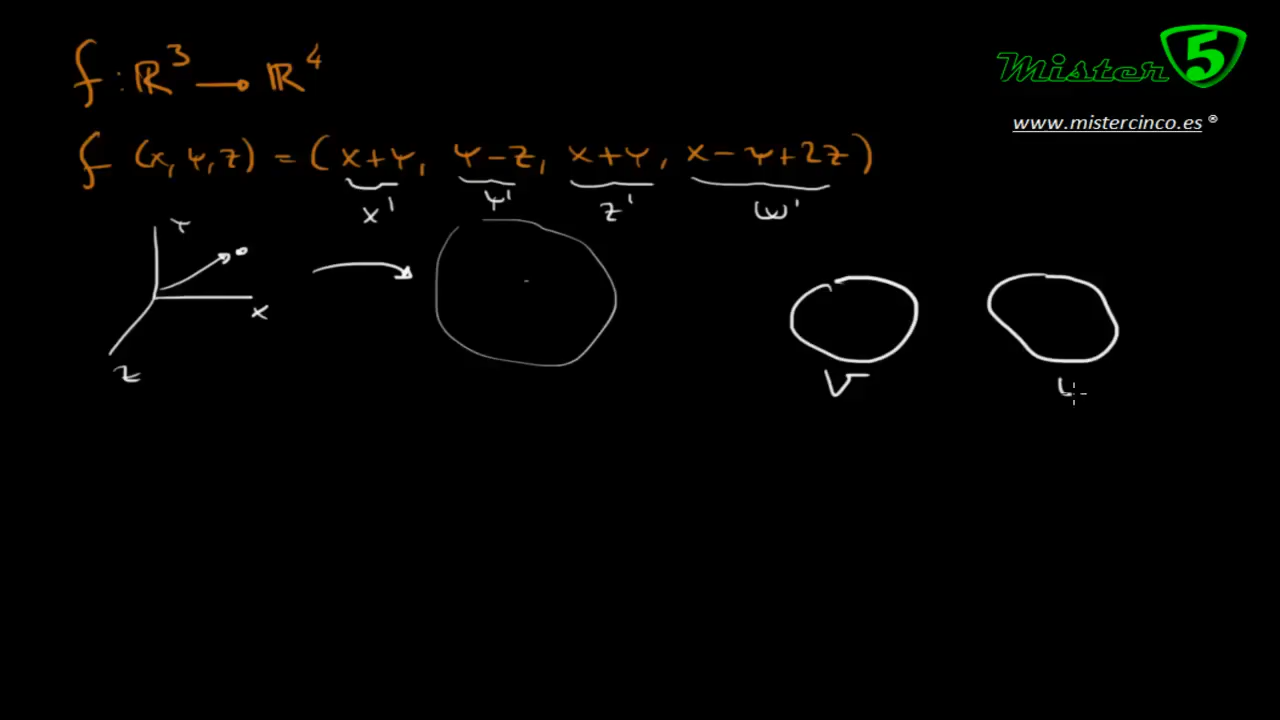 f : ℝ³ → ℝ⁴
Mister 5
www.mistercinco.es ®
f (x, y, z) = (x+y, y-z, x+y, x-y+2z)
x' y' z' w'
Y
X
Z
V